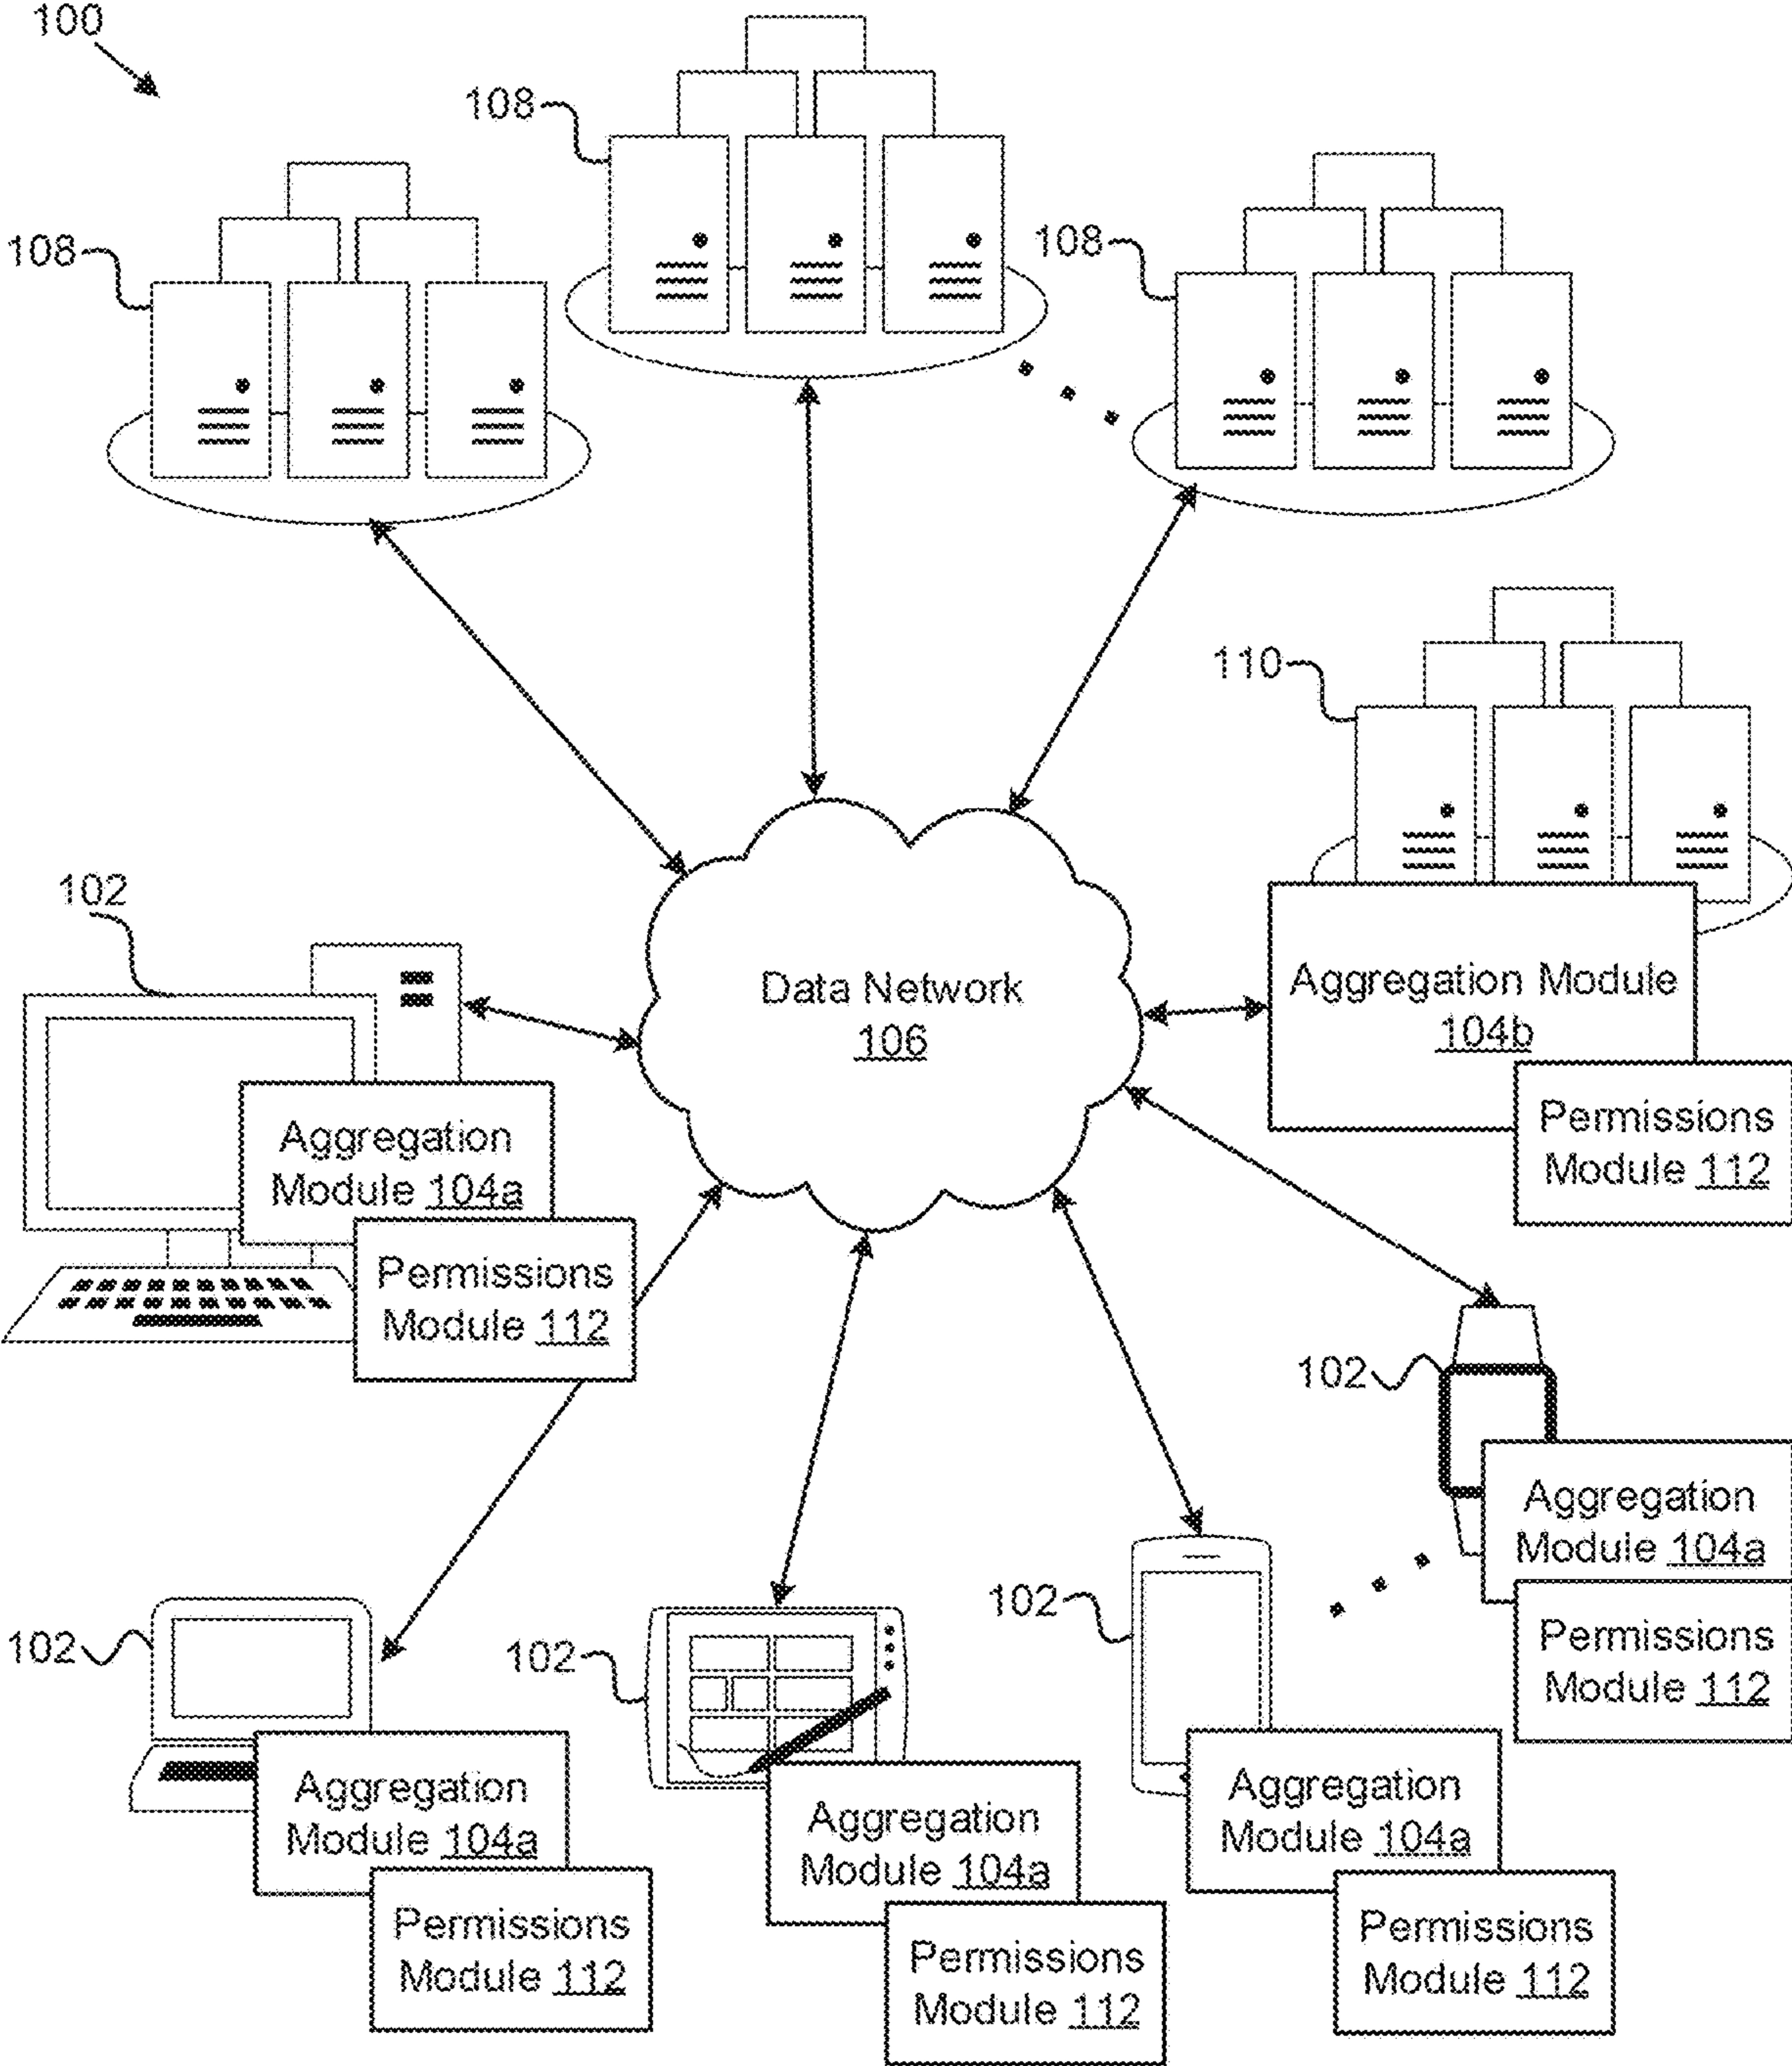 100
108
108
108
110
102
Data Network
106
Aggregation Module
104b
Permissions
Module 112
Aggregation
Module 104a
Permissions
Module 112
102
Aggregation
Module 104a
Permissions
Module 112
102
Aggregation
Module 104a
Permissions
Module 112
102
Aggregation
Module 104a
Permissions
Module 112
102
Aggregation
Module 104a
Permissions
Module 112